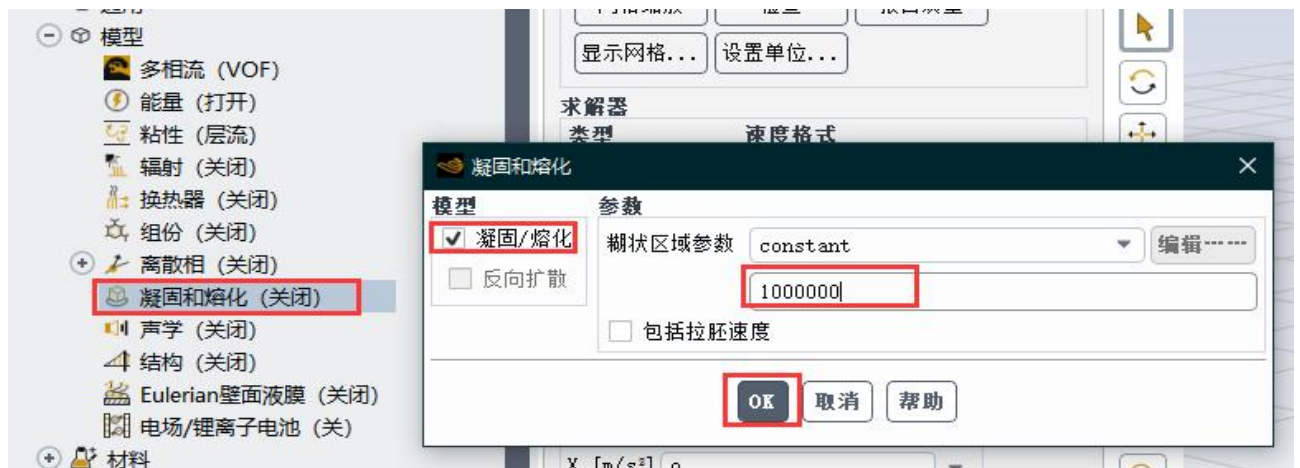 模型
多相流 (VOF)
能量 (打开)
粘性 (层流)
辐射 (关闭)
换热器 (关闭)
组份 (关闭)
离散相 (关闭)
凝固和熔化 (关闭)
声学 (关闭)
结构 (关闭)
Eulerian壁面液膜 (关闭)
电场/锂离子电池 (关)
材料
显示网格...
设置单位...
求解器
类型
速度格式
凝固和熔化
模型
凝固/熔化
反向扩散
参数
糊状区域参数
constant
编辑……
1000000
包括拉胚速度
OK
取消
帮助
X [m/s²]